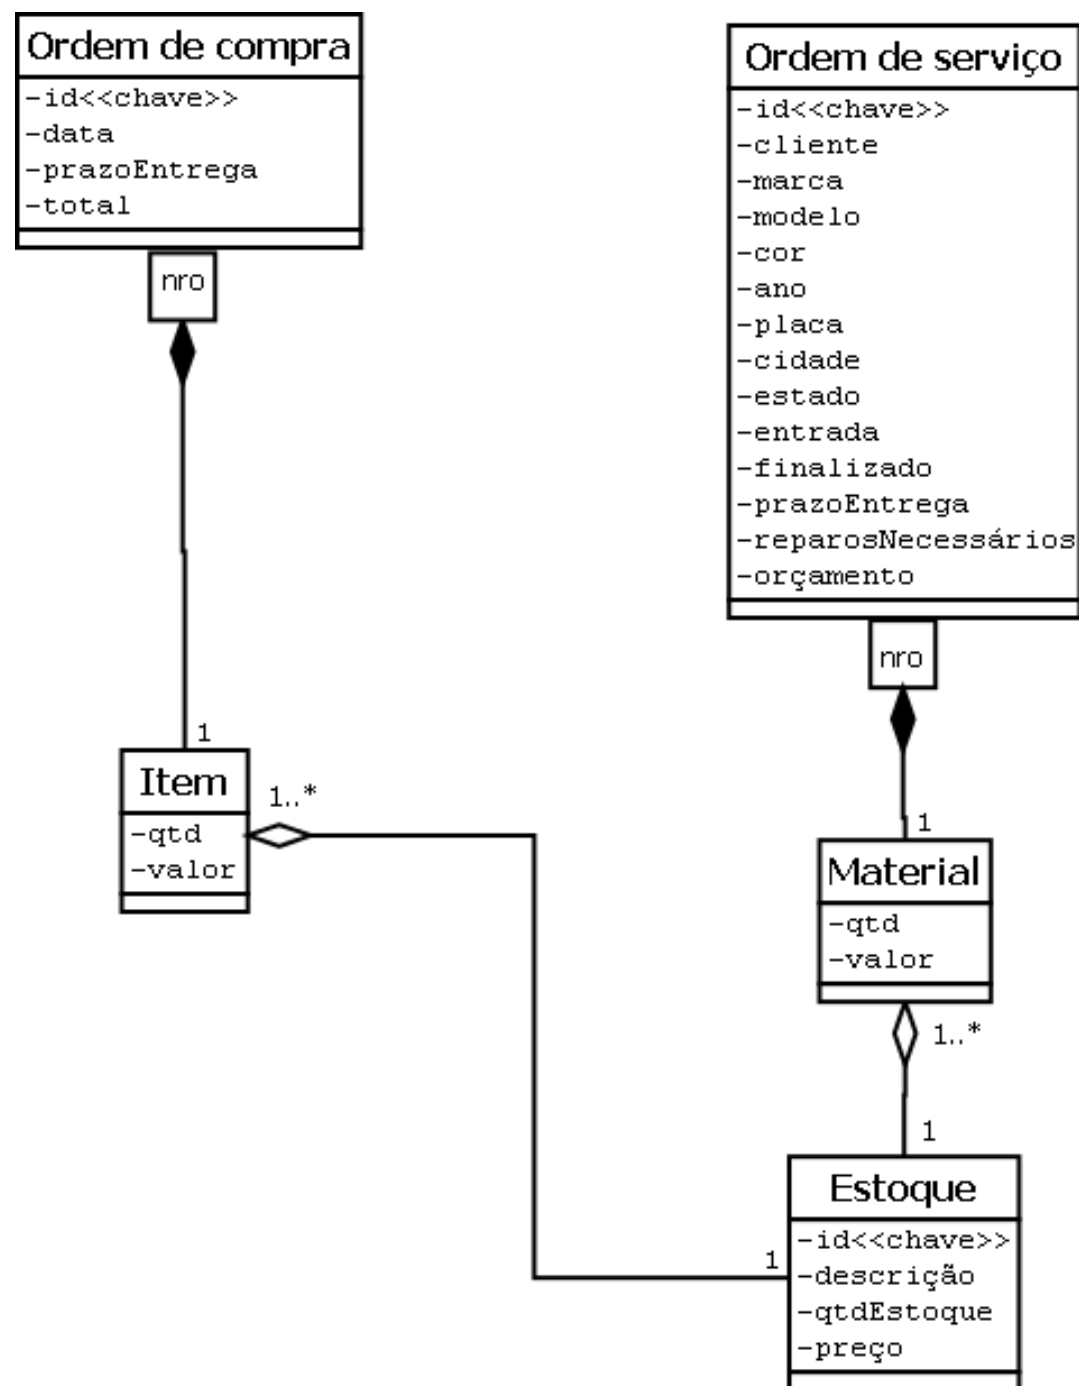 Ordem de compra
-id<<chave>>
-data
-prazoEntrega
-total
nro
1
Item
-qtd
-valor
1..*
Ordem de serviço
-id<<chave>>
-cliente
-marca
-modelo
-cor
-ano
-placa
-cidade
-estado
-entrada
-finalizado
-prazoEntrega
-reparosNecessários
-orçamento
nro
1
Material
-qtd
-valor
1..*
1
Estoque
1
-id<<chave>>
-descrição
-qtdEstoque
-preço